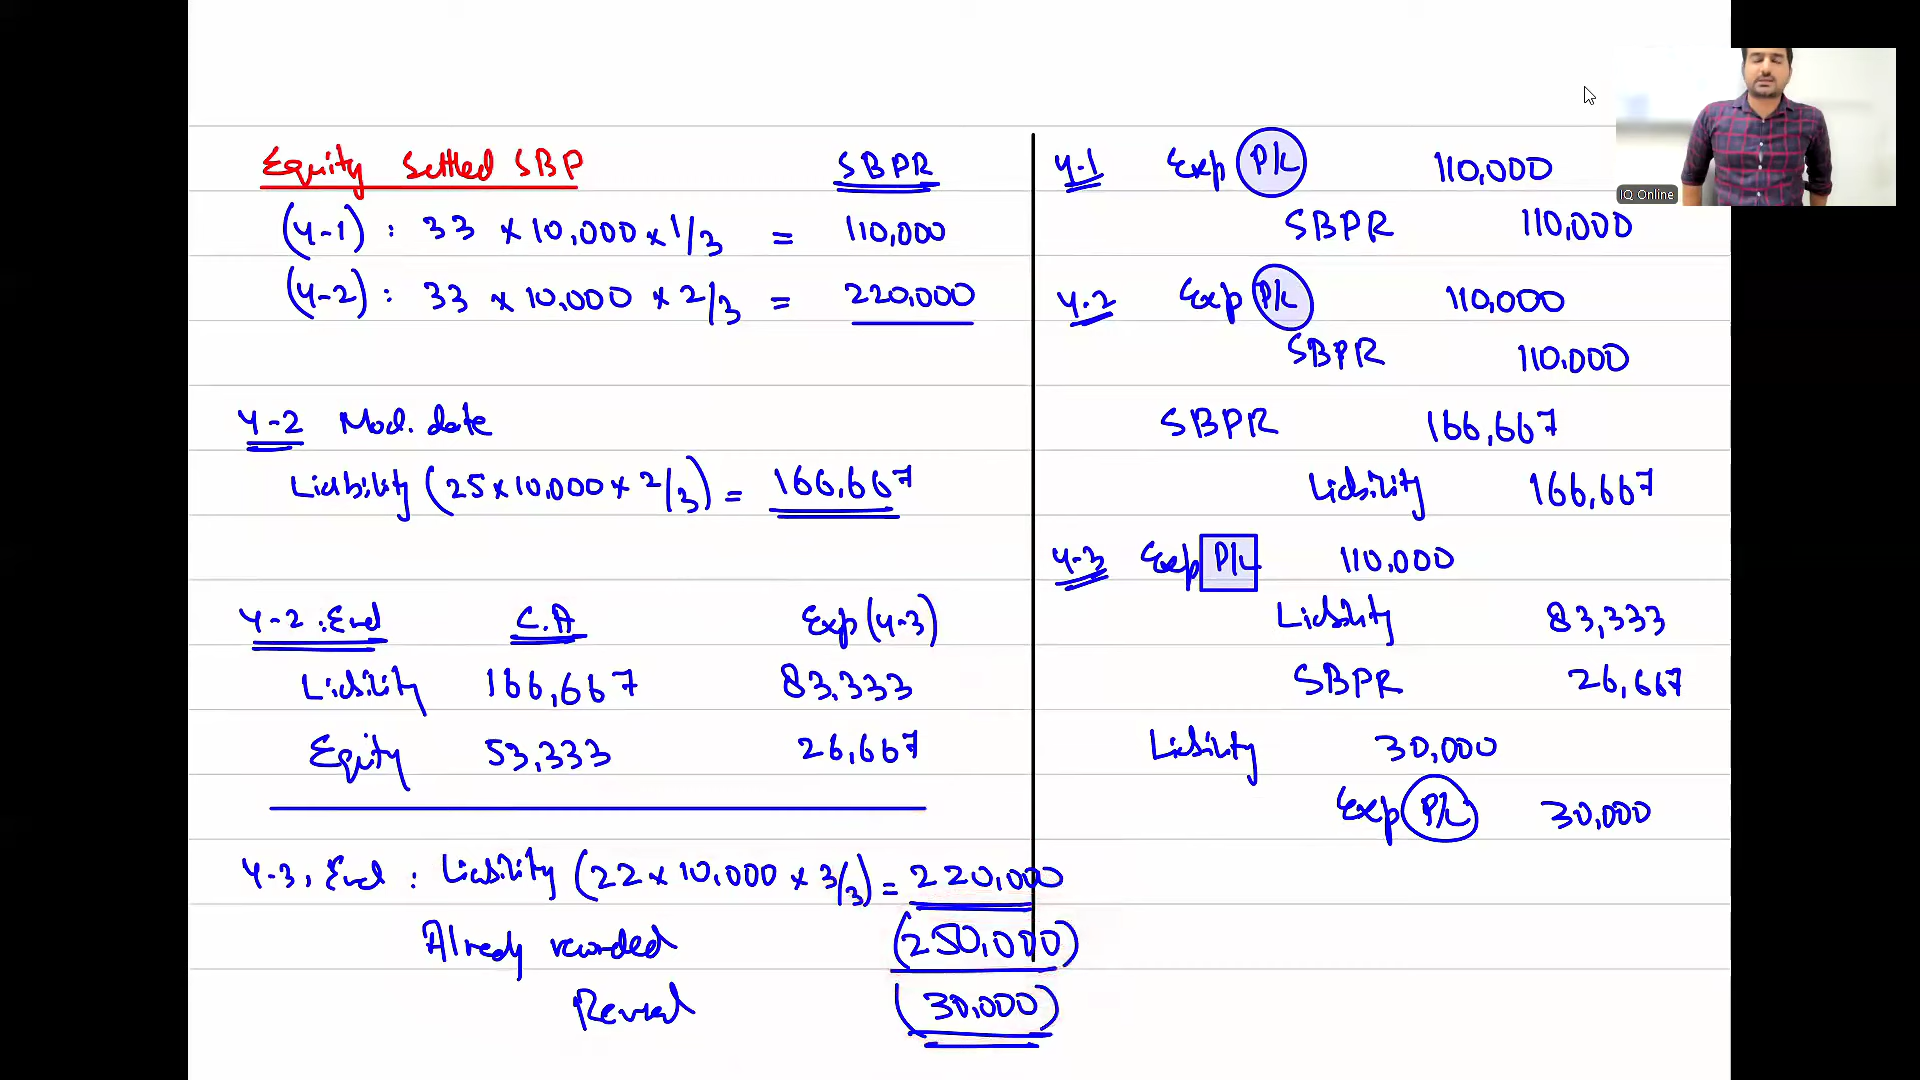 Equity Settled SBP SBPR
(Y-1) : 33 × 10,000 × 1/3 = 110,000
(Y-2) : 33 × 10,000 × 2/3 = 220,000
Y-2 Mod. date
Liability (25 × 10,000 × 2/3) = 166,667
Y-2 : End C.A Exp (Y-3)
Liability 166,667 83,333
Equity 53,333 26,667
Y-3, End : Liability (22 × 10,000 × 3/3) = 220,000
Already recorded (250,000)
(30,000)
Y-1 Exp P/L 110,000
SBPR 110,000
Y-2 Exp P/L 110,000
SBPR 110,000
SBPR 166,667
Liability 166,667
Y-3 Exp P/L 110,000
Liability 83,333
SBPR 26,667
Liability 30,000
Exp P/L 30,000
IQ Online